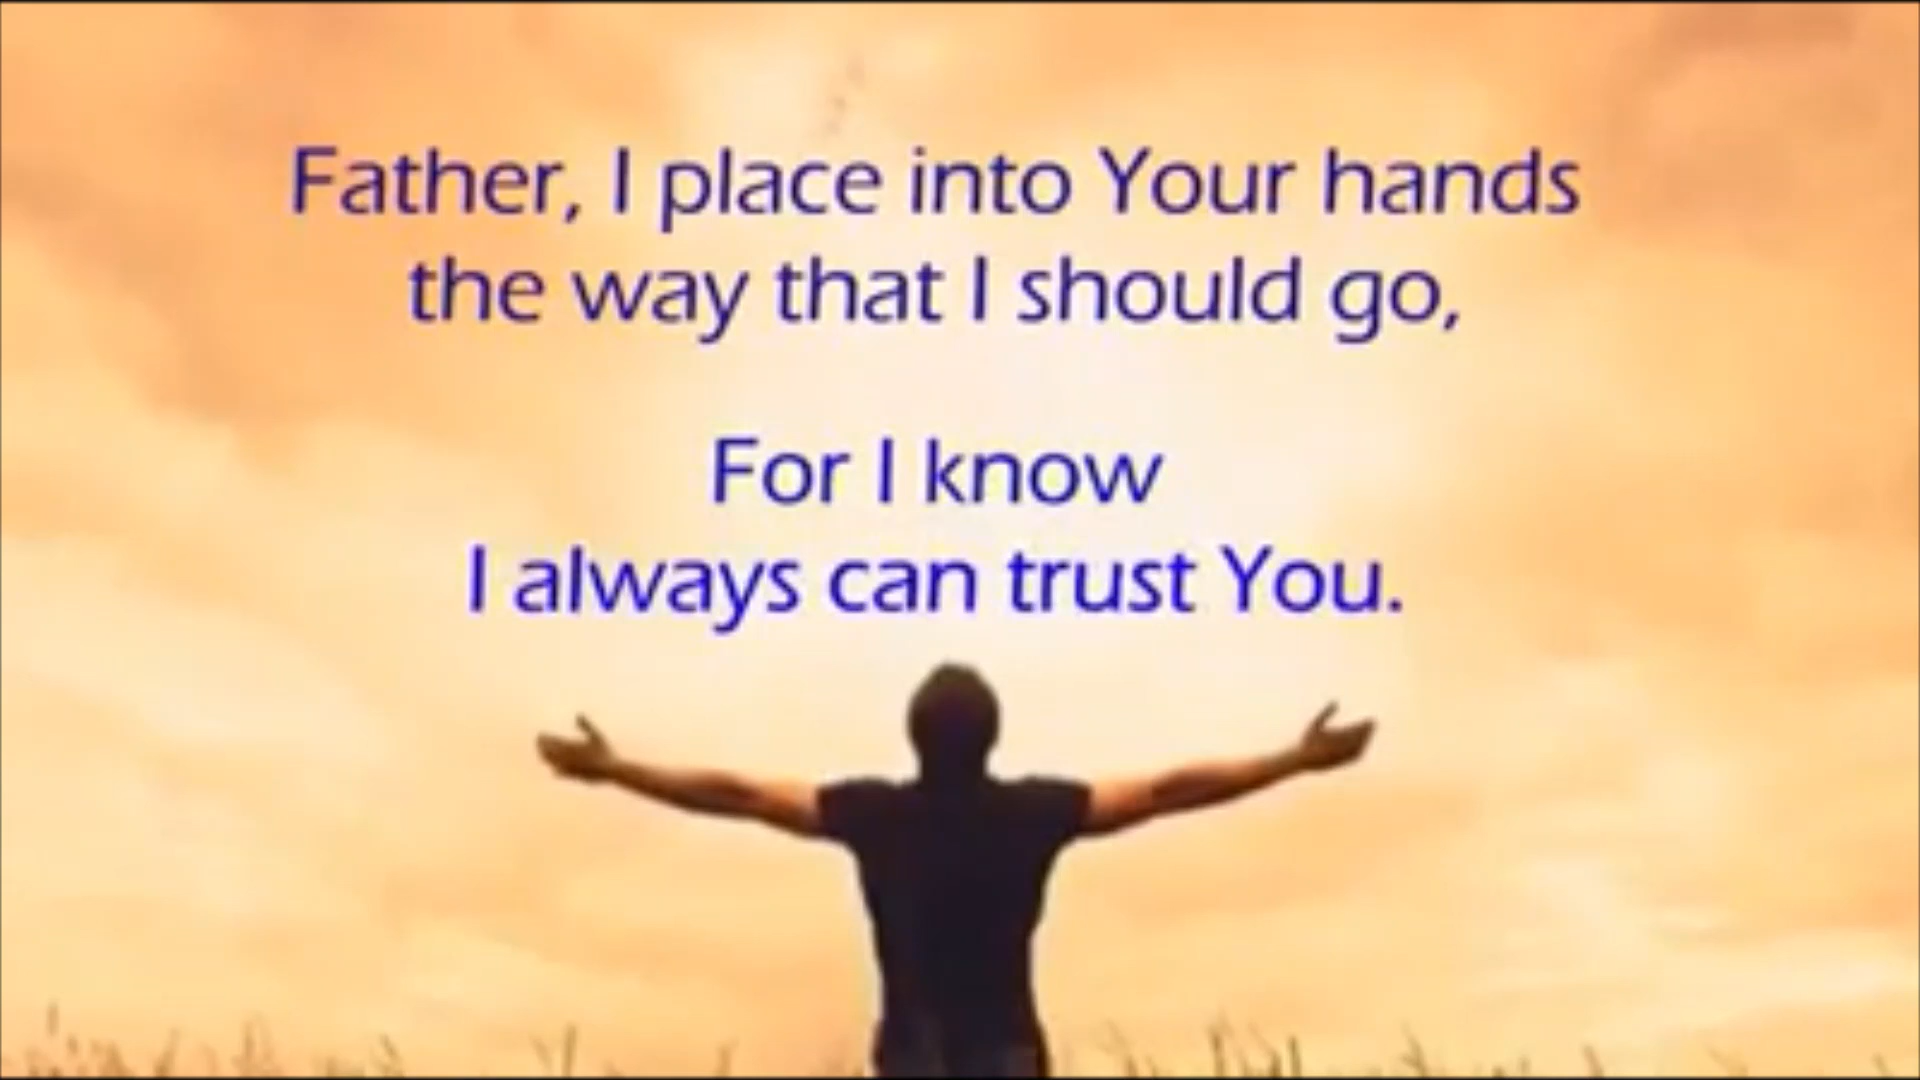 Father, I place into Your hands
the way that I should go,
For I know
I always can trust You.